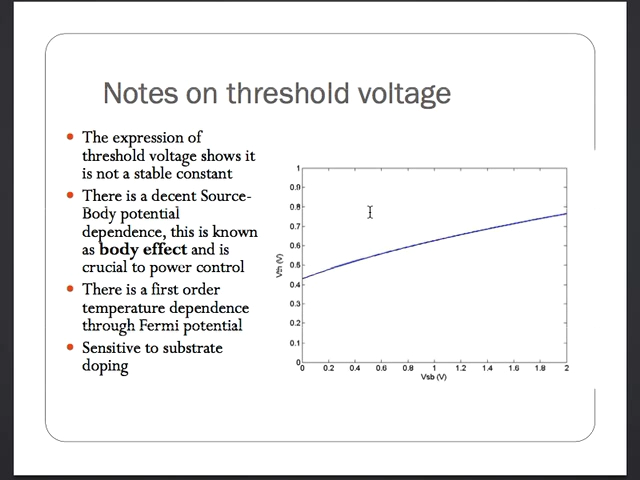 Notes on threshold voltage
The expression of
threshold voltage shows it
is not a stable constant
There is a decent Source-
Body potential
dependence, this is known
as body effect and is
crucial to power control
There is a first order
temperature dependence
through Fermi potential
Sensitive to substrate
doping
1
0.9
0.8
0.7
0.6
0.5
0.4
0.3
0.2
0.1
0
Vth (V)
0 0.2 0.4 0.6 0.8 1 1.2 1.4 1.6 1.8 2
Vsb (V)